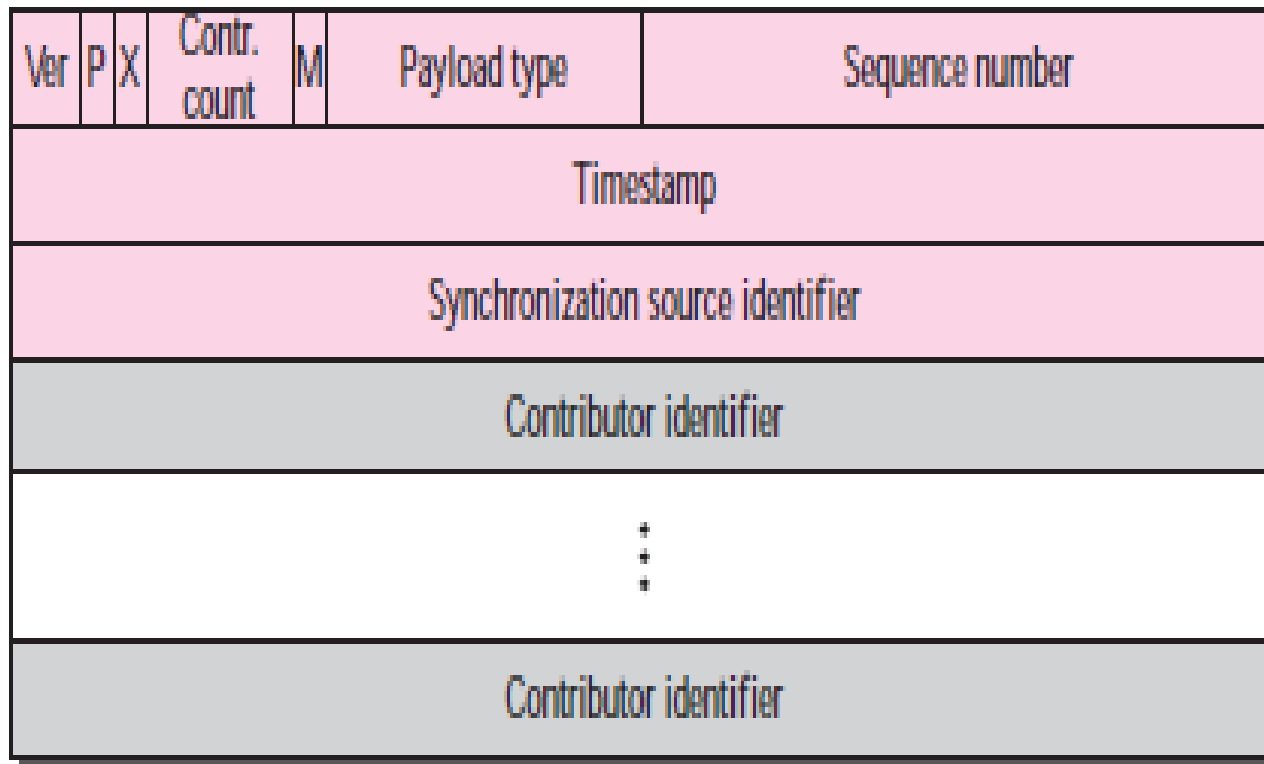 Ver P X Contr. count M Payload type Sequence number
Timestamp
Synchronization source identifier
Contributor identifier
Contributor identifier